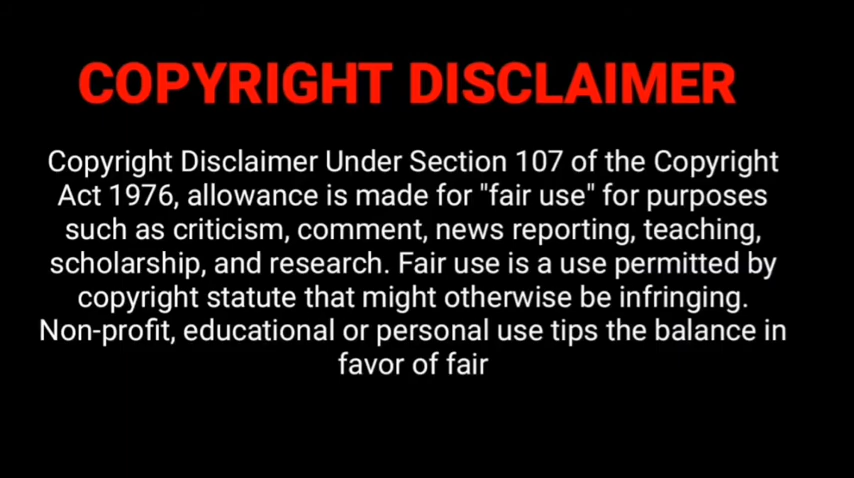 COPYRIGHT DISCLAIMER
Copyright Disclaimer Under Section 107 of the Copyright
Act 1976, allowance is made for "fair use" for purposes
such as criticism, comment, news reporting, teaching,
scholarship, and research. Fair use is a use permitted by
copyright statute that might otherwise be infringing.
Non-profit, educational or personal use tips the balance in
favor of fair